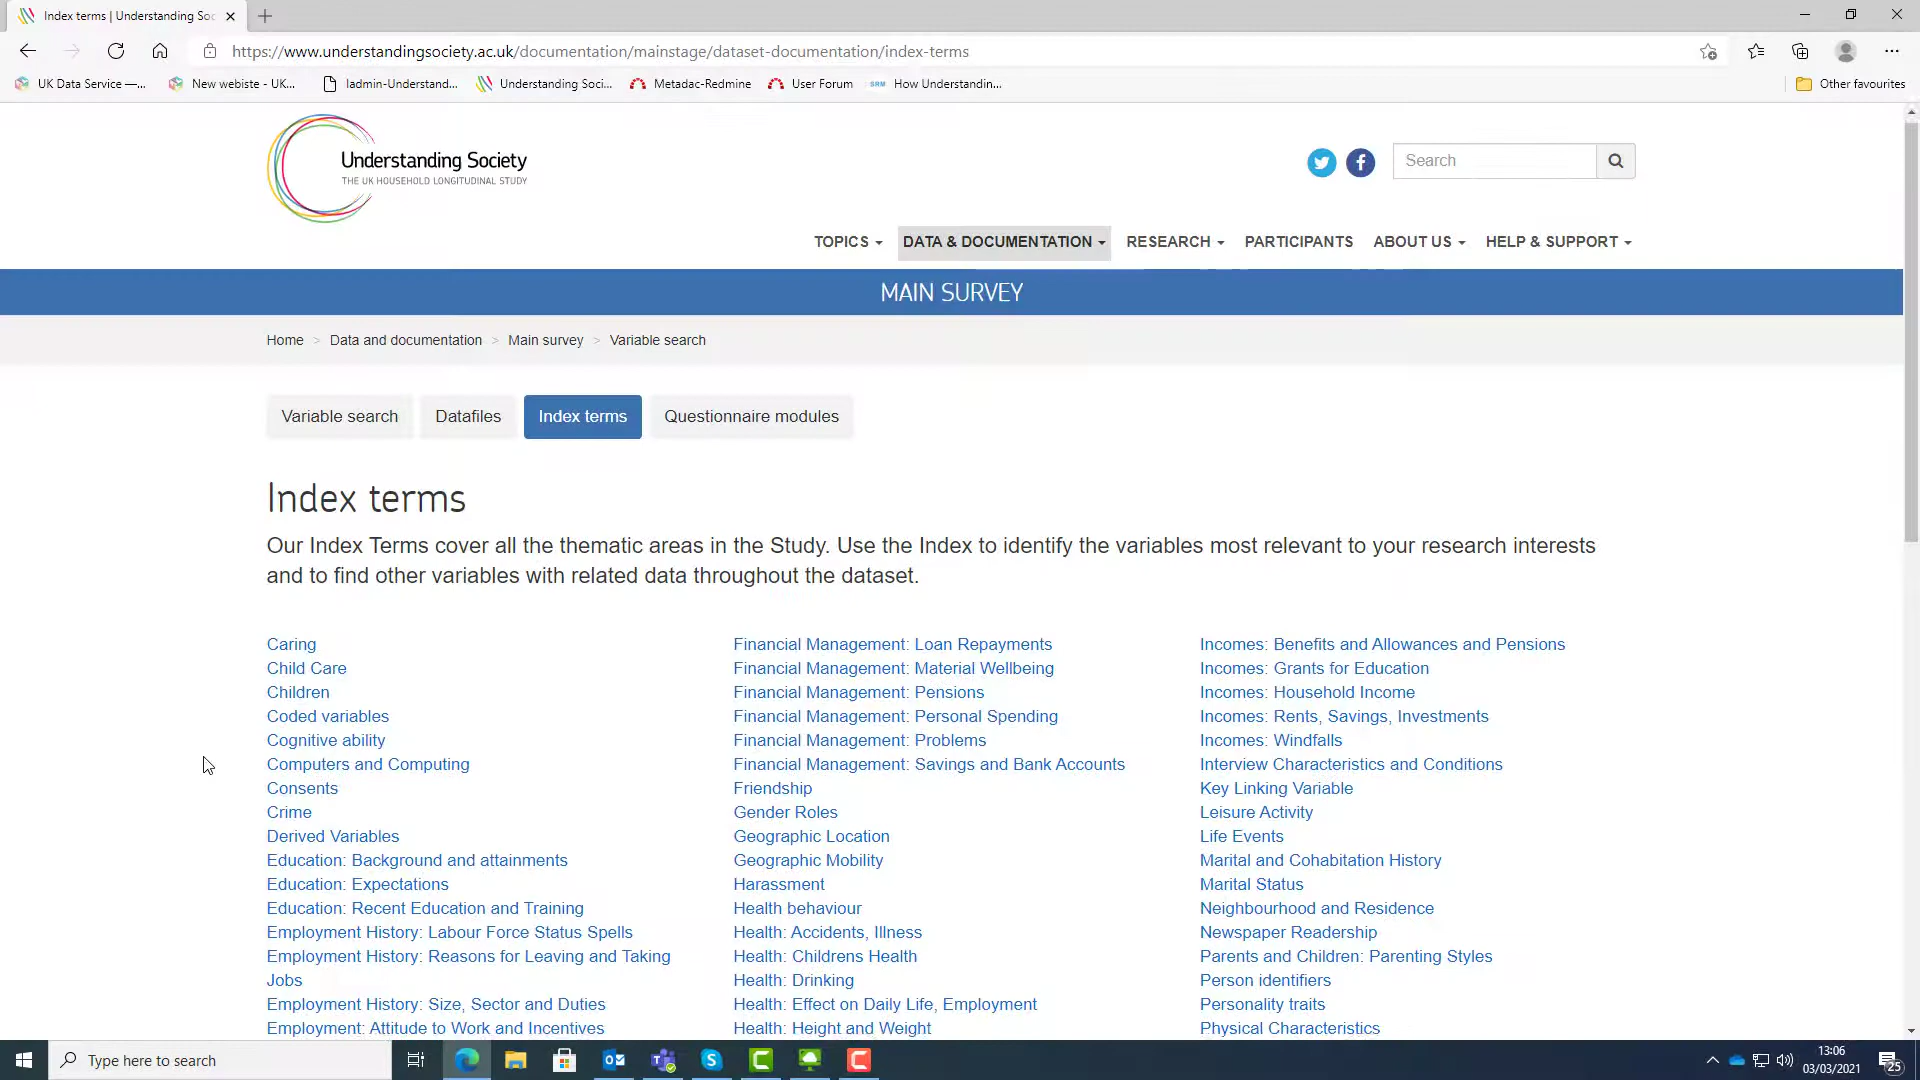 Index terms | Understanding Soc
https://www.understandingsociety.ac.uk/documentation/mainstage/dataset-documentation/index-terms
UK Data Service —...
New webiste - UK...
ladmin-Understand...
Understanding Soci...
Metadac-Redmine
User Forum
SRM
How Understandin...
Other favourites
Understanding Society
THE UK HOUSEHOLD LONGITUDINAL STUDY
Search
TOPICS
DATA & DOCUMENTATION
RESEARCH
PARTICIPANTS
ABOUT US
HELP & SUPPORT
MAIN SURVEY
Home > Data and documentation > Main survey > Variable search
Variable search
Datafiles
Index terms
Questionnaire modules
Index terms
Our Index Terms cover all the thematic areas in the Study. Use the Index to identify the variables most relevant to your research interests
and to find other variables with related data throughout the dataset.
Caring
Child Care
Children
Coded variables
Cognitive ability
Computers and Computing
Consents
Crime
Derived Variables
Education: Background and attainments
Education: Expectations
Education: Recent Education and Training
Employment History: Labour Force Status Spells
Employment History: Reasons for Leaving and Taking
Jobs
Employment History: Size, Sector and Duties
Employment: Attitude to Work and Incentives
Financial Management: Loan Repayments
Financial Management: Material Wellbeing
Financial Management: Pensions
Financial Management: Personal Spending
Financial Management: Problems
Financial Management: Savings and Bank Accounts
Friendship
Gender Roles
Geographic Location
Geographic Mobility
Harassment
Health behaviour
Health: Accidents, Illness
Health: Childrens Health
Health: Drinking
Health: Effect on Daily Life, Employment
Health: Height and Weight
Incomes: Benefits and Allowances and Pensions
Incomes: Grants for Education
Incomes: Household Income
Incomes: Rents, Savings, Investments
Incomes: Windfalls
Interview Characteristics and Conditions
Key Linking Variable
Leisure Activity
Life Events
Marital and Cohabitation History
Marital Status
Neighbourhood and Residence
Newspaper Readership
Parents and Children: Parenting Styles
Person identifiers
Personality traits
Physical Characteristics
Type here to search
13:06
03/03/2021
25